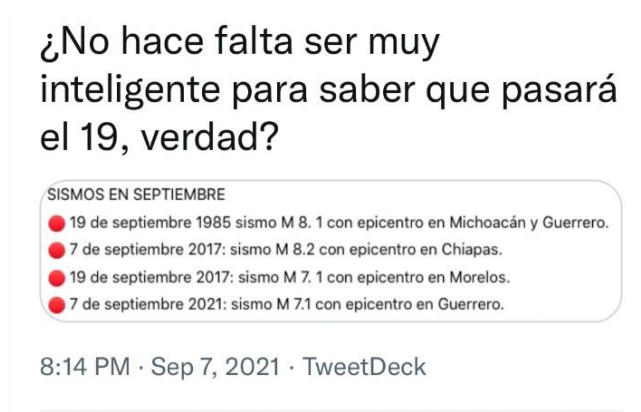 ¿No hace falta ser muy
inteligente para saber que pasará
el 19, verdad?
SISMOS EN SEPTIEMBRE
19 de septiembre 1985 sismo M 8. 1 con epicentro en Michoacán y Guerrero.
7 de septiembre 2017: sismo M 8.2 con epicentro en Chiapas.
19 de septiembre 2017: sismo M 7. 1 con epicentro en Morelos.
7 de septiembre 2021: sismo M 7.1 con epicentro en Guerrero.
8:14 PM · Sep 7, 2021 · TweetDeck